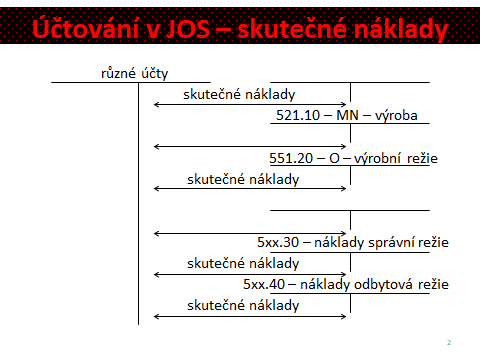 Účtování v JOS – skutečné náklady
různé účty
skutečné náklady
521.10 – MN – výroba
551.20 – O – výrobní režie
skutečné náklady
5xx.30 – náklady správní režie
skutečné náklady
5xx.40 – náklady odbytová režie
skutečné náklady
2